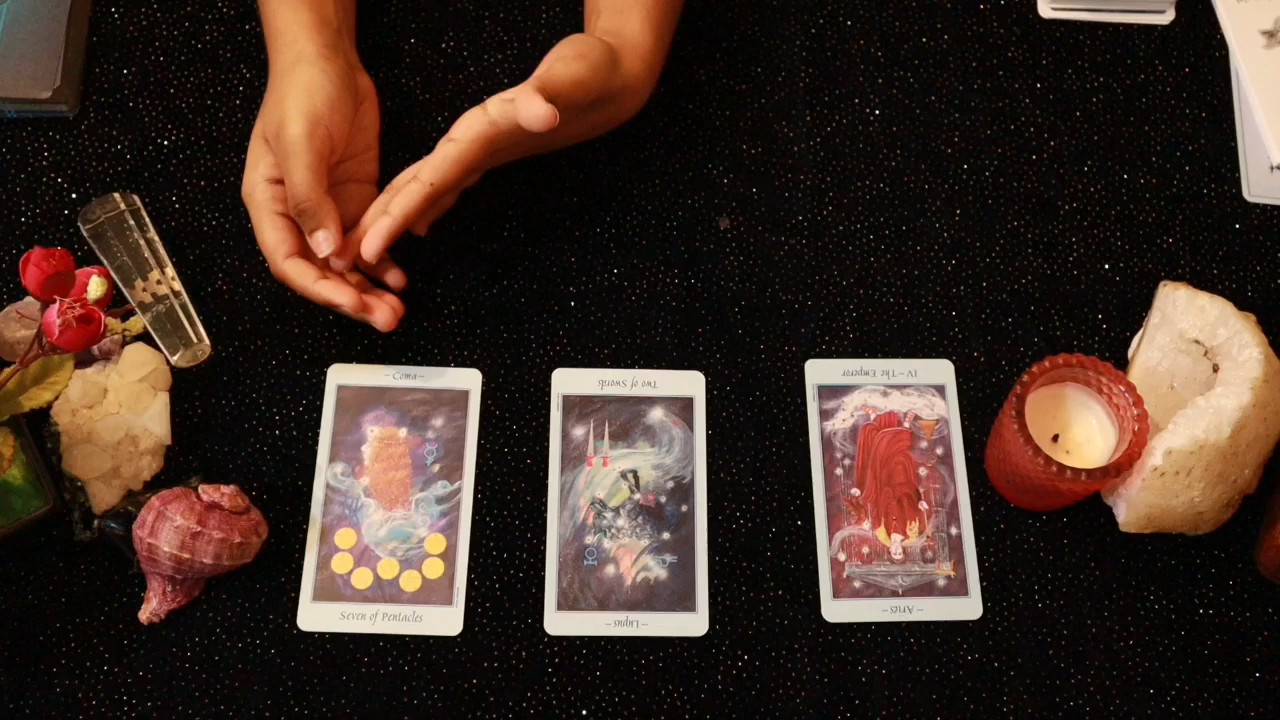 – Coma –
Seven of Pentacles
Two of Swords
– Lupus –
IV – The Emperor
– Aries –